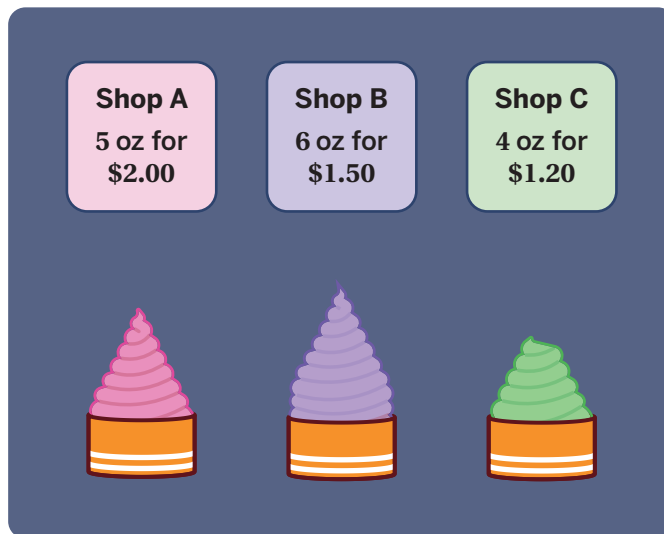 Shop A
5 oz for
$2.00
Shop B
6 oz for
$1.50
Shop C
4 oz for
$1.20